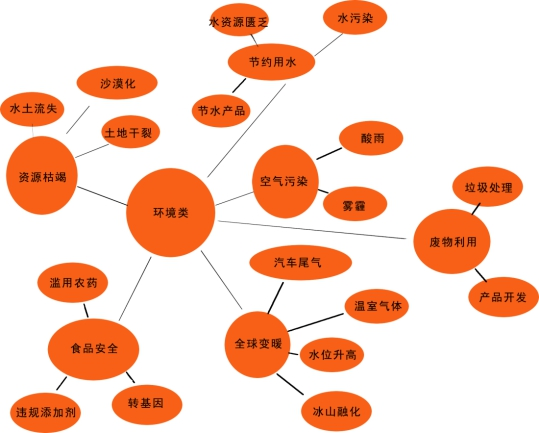 水资源匮乏
水污染
节约用水
节水产品
沙漠化
水土流失
土地干裂
资源枯竭
环境类
酸雨
空气污染
雾霾
垃圾处理
废物利用
产品开发
汽车尾气
温室气体
全球变暖
水位升高
冰山融化
滥用农药
食品安全
违规添加剂
转基因